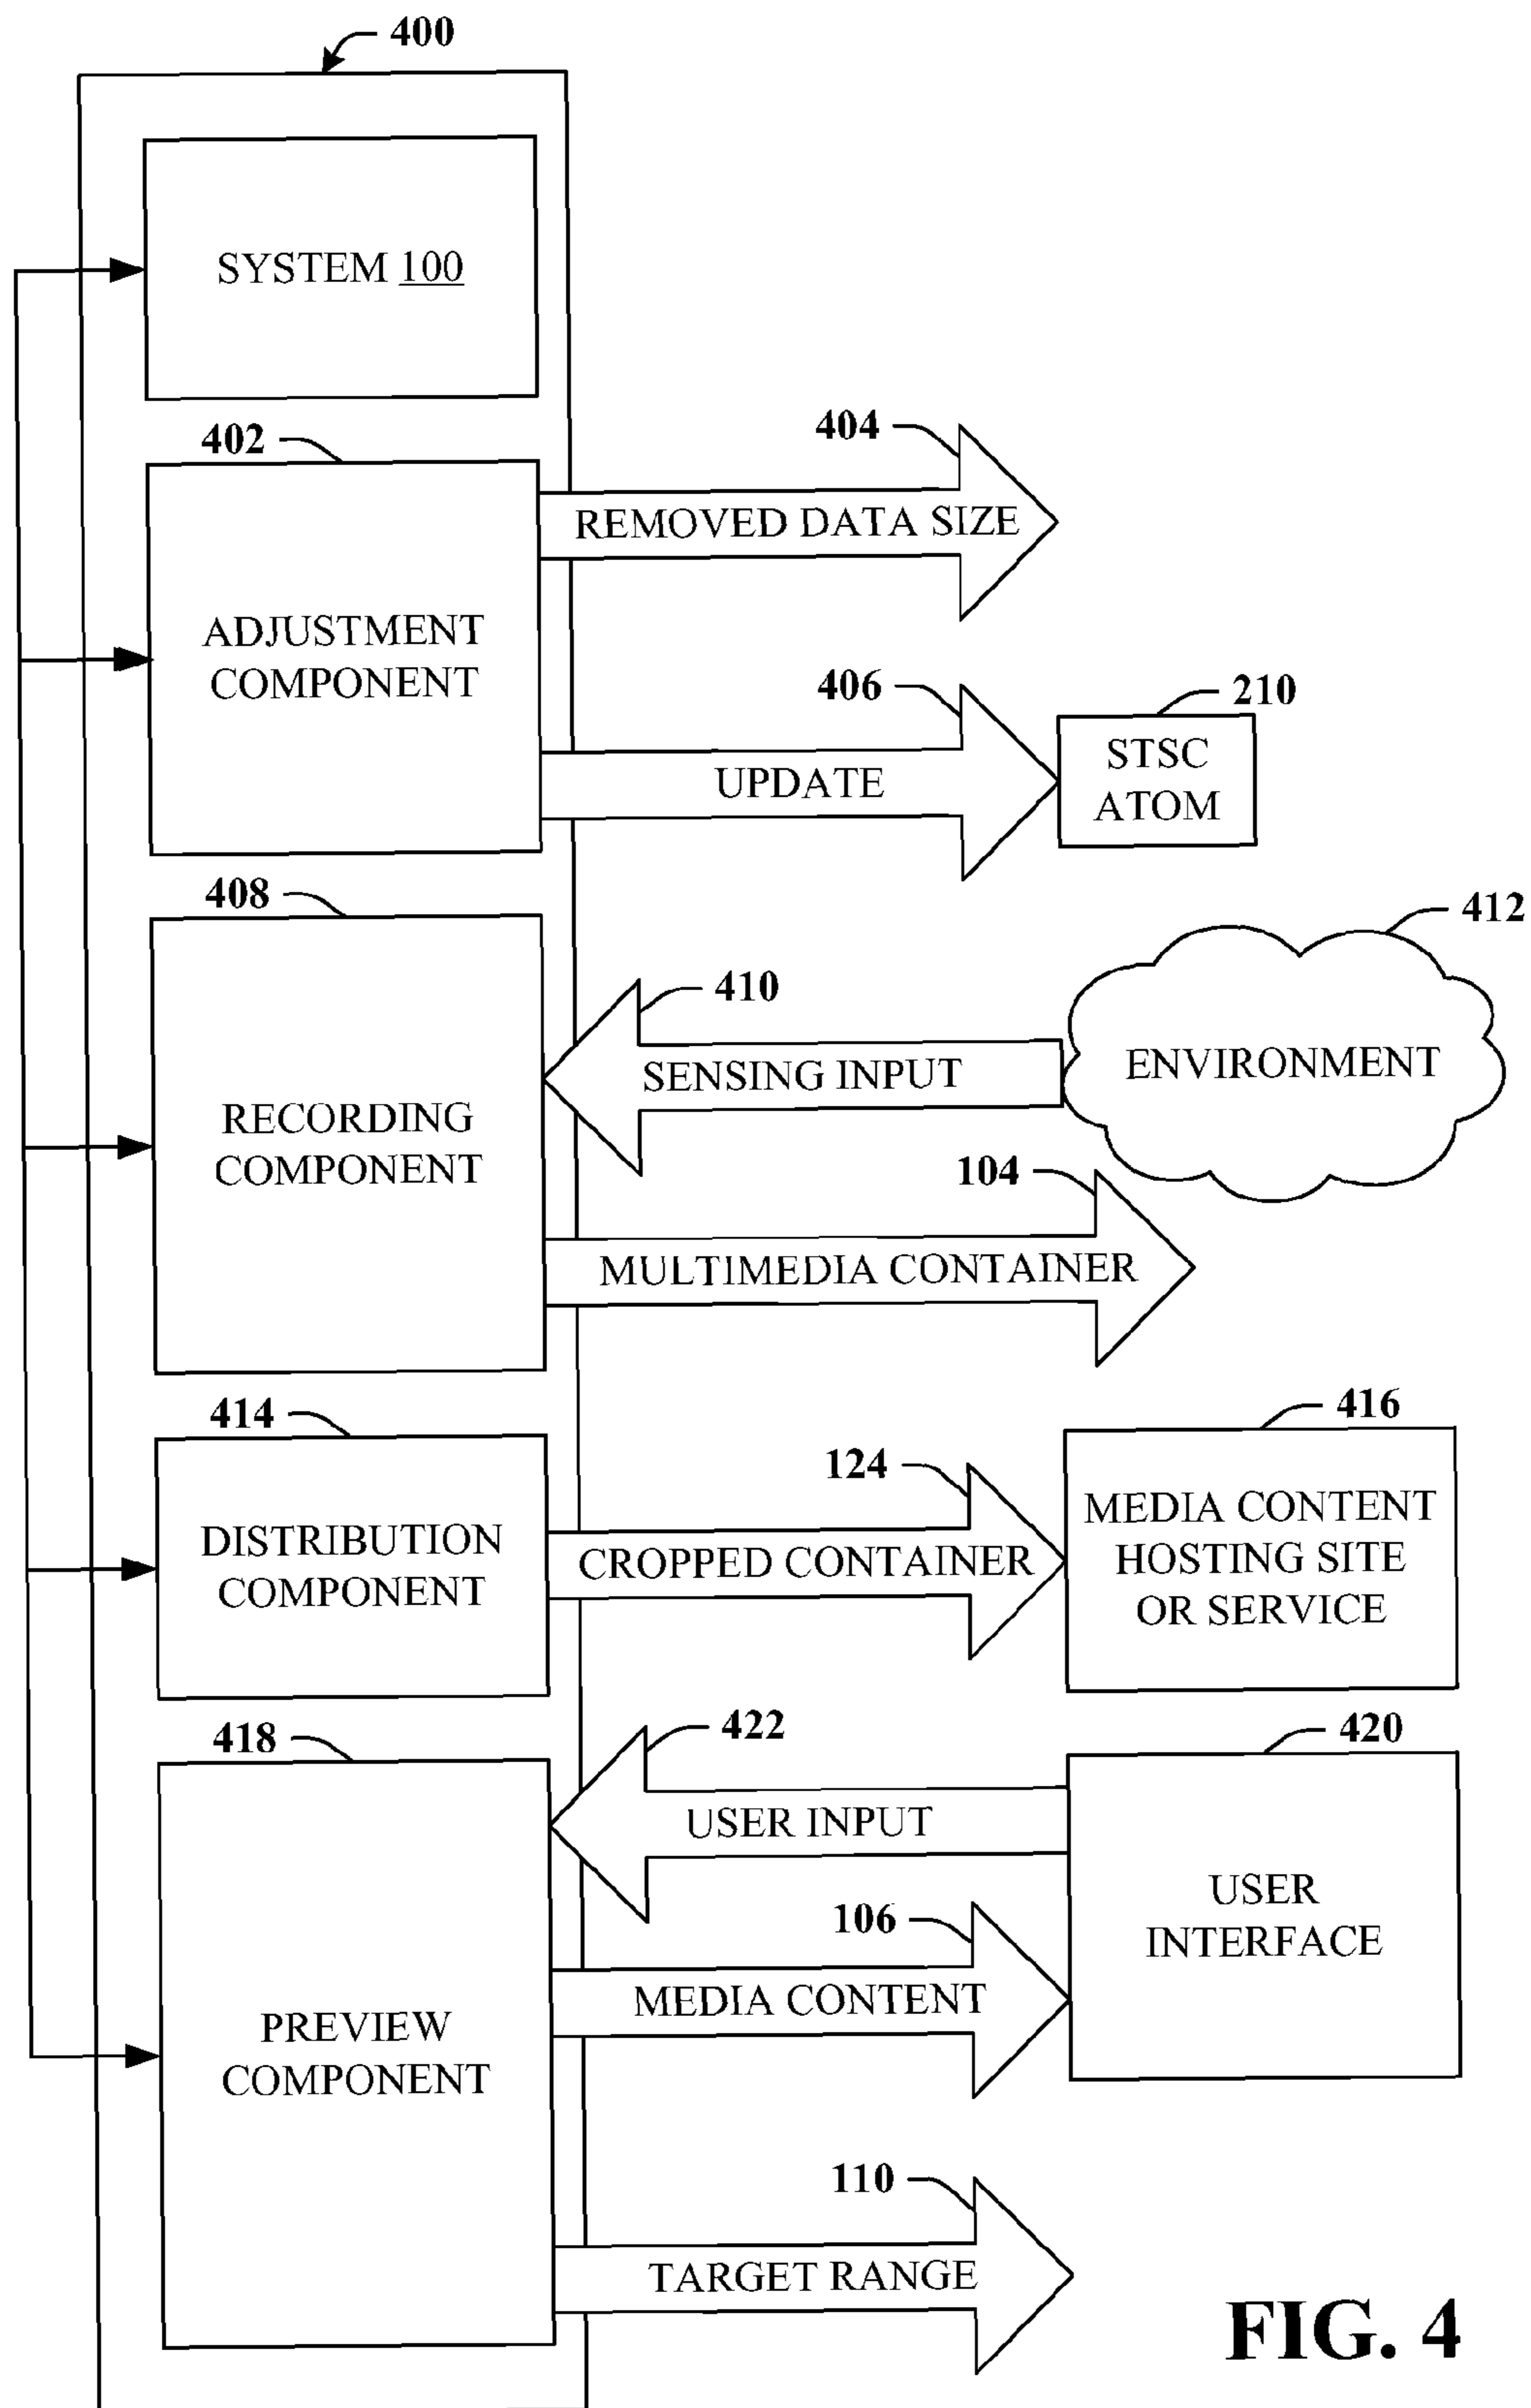 400
SYSTEM 100
402
404
REMOVED DATA SIZE
ADJUSTMENT
COMPONENT
406
210
UPDATE
STSC
ATOM
408
412
410
SENSING INPUT
ENVIRONMENT
RECORDING
COMPONENT
104
MULTIMEDIA CONTAINER
414
416
124
DISTRIBUTION
COMPONENT
CROPPED CONTAINER
MEDIA CONTENT
HOSTING SITE
OR SERVICE
418
422
420
USER INPUT
USER
INTERFACE
106
MEDIA CONTENT
PREVIEW
COMPONENT
110
TARGET RANGE
FIG. 4